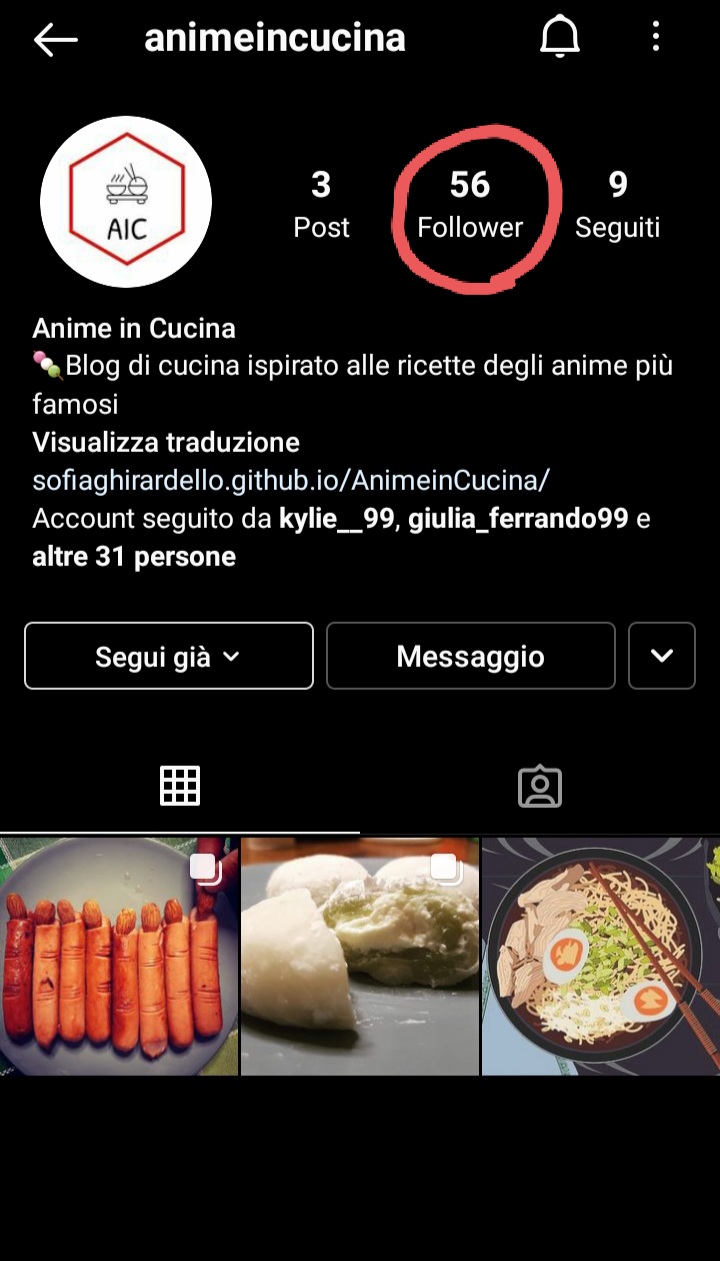 animeincucina
AIC
3 56 9
Post Follower Seguiti
Anime in Cucina
🍡Blog di cucina ispirato alle ricette degli anime più
famosi
Visualizza traduzione
sofiaghirardello.github.io/AnimeinCucina/
Account seguito da kylie__99, giulia_ferrando99 e
altre 31 persone
Segui già Messaggio